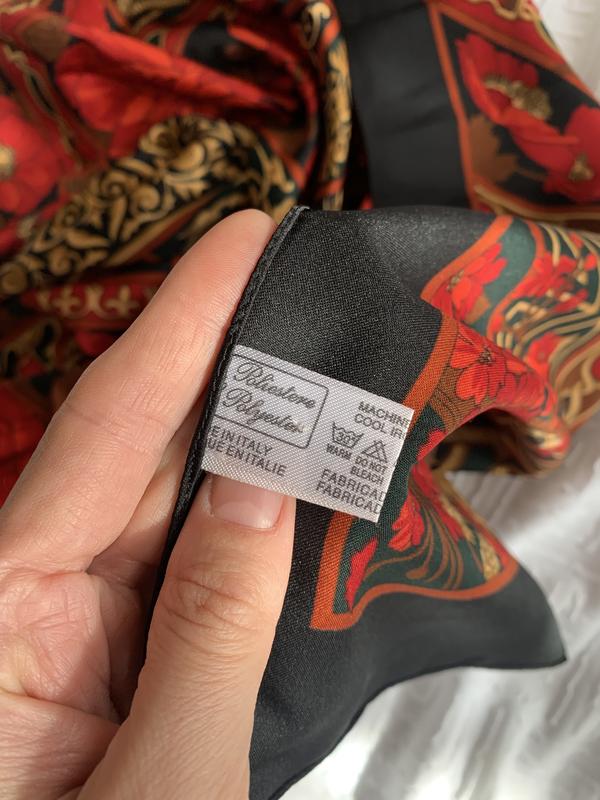 Poliestere
Polyester
E IN ITALY
UE EN ITALIE
MACHINE
COOL IR
30
WARM DO NOT
BLEACH
FABRICAD
FABRICAD